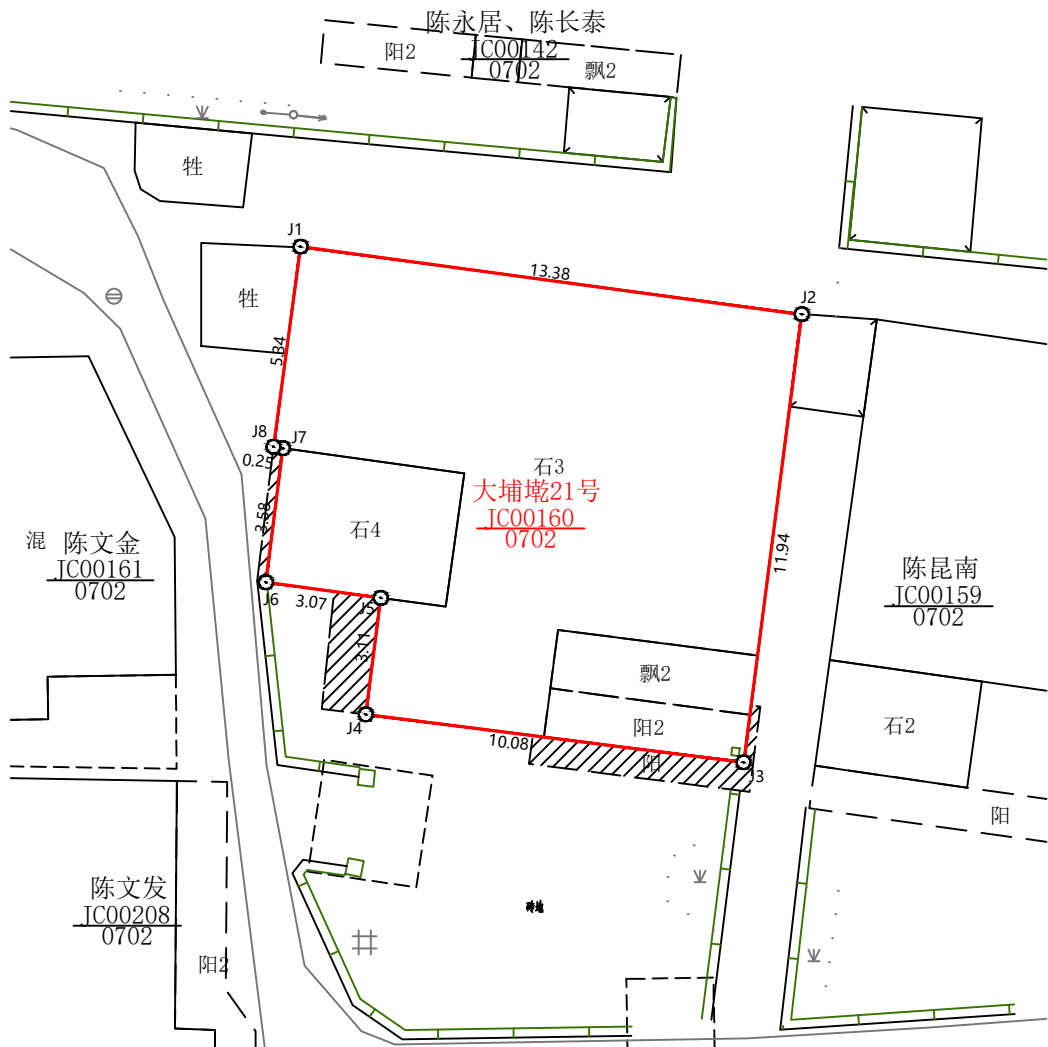 陈永居、陈长泰
JC00142
0702
阳2
飘2
牲
J1
13.38
J2
牲
5.84
J8
J7
0.25
石3
大埔墘21号
JC00160
0702
3.58
石4
11.94
混
陈文金
JC00161
0702
陈昆南
JC00159
0702
J6
3.07
J5
3.11
飘2
阳2
石2
J4
10.08
阳
3
阳
陈文发
JC00208
0702
砖地
阳2